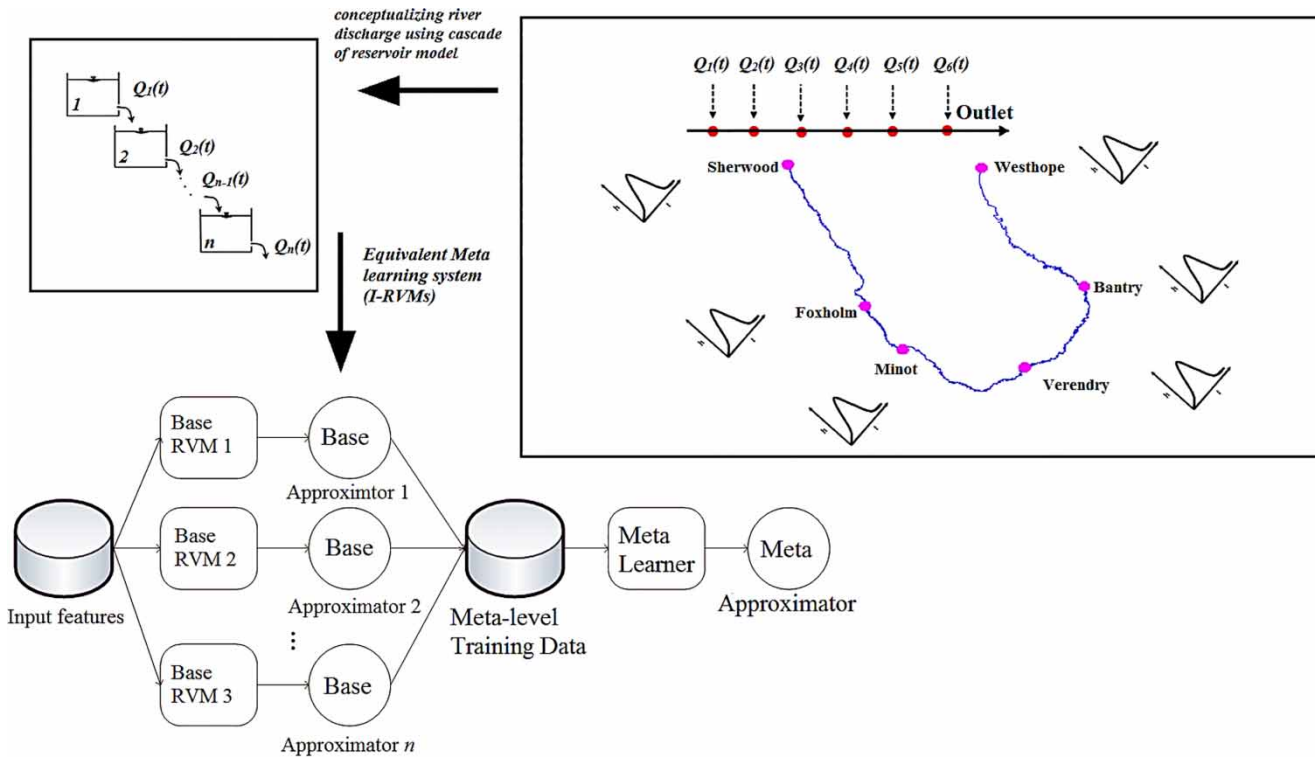 conceptualizing river
discharge using cascade
of reservoir model
1
Q1(t)
2
Q2(t)
Qn-1(t)
n
Qn(t)
Q1(t) Q2(t) Q3(t) Q4(t) Q5(t) Q6(t)
Outlet
Sherwood
Westhope
Foxholm
Bantry
Minot
Verendry
Equivalent Meta
learning system
(I-RVMs)
Base
RVM 1
Base
Approximtor 1
Base
RVM 2
Base
Approximator 2
Base
RVM 3
Base
Approximator n
Input features
Meta-level
Training Data
Meta
Learner
Meta
Approximator